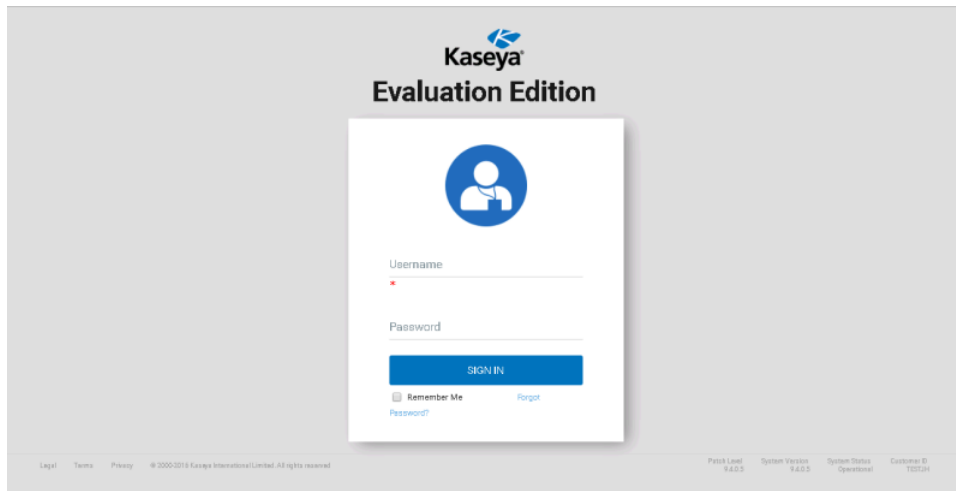 Kaseya
Evaluation Edition
Username
*
Password
SIGN IN
Remember Me Forgot
Password?
Legal Terms Privacy © 2000-2016 Kaseya International Limited. All rights reserved
Patch Level System Version System Status Customer ID
9.4.0.5 9.4.0.5 Operational TESTJH